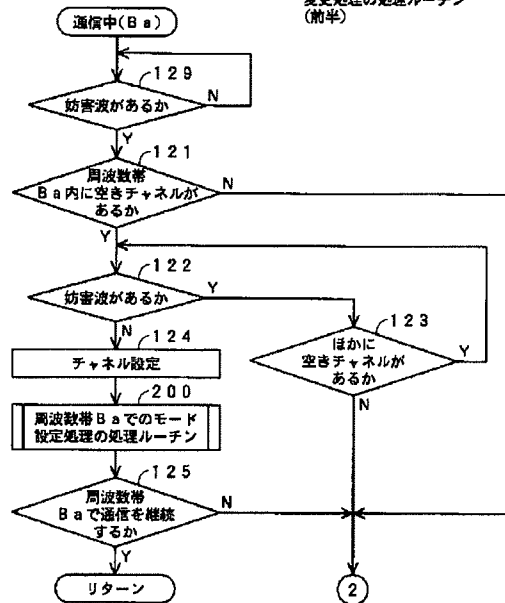 変更処理の処理ルーチン
(前半)
通信中(Ba)
129
妨害波があるか
N
Y
121
周波数帯
Ba内に空きチャネルが
あるか
N
Y
122
妨害波があるか
Y
N
123
ほかに
空きチャネルが
あるか
Y
N
124
チャネル設定
200
周波数帯Baでのモード
設定処理の処理ルーチン
125
周波数帯
Baで通信を継続
するか
N
Y
リターン
2